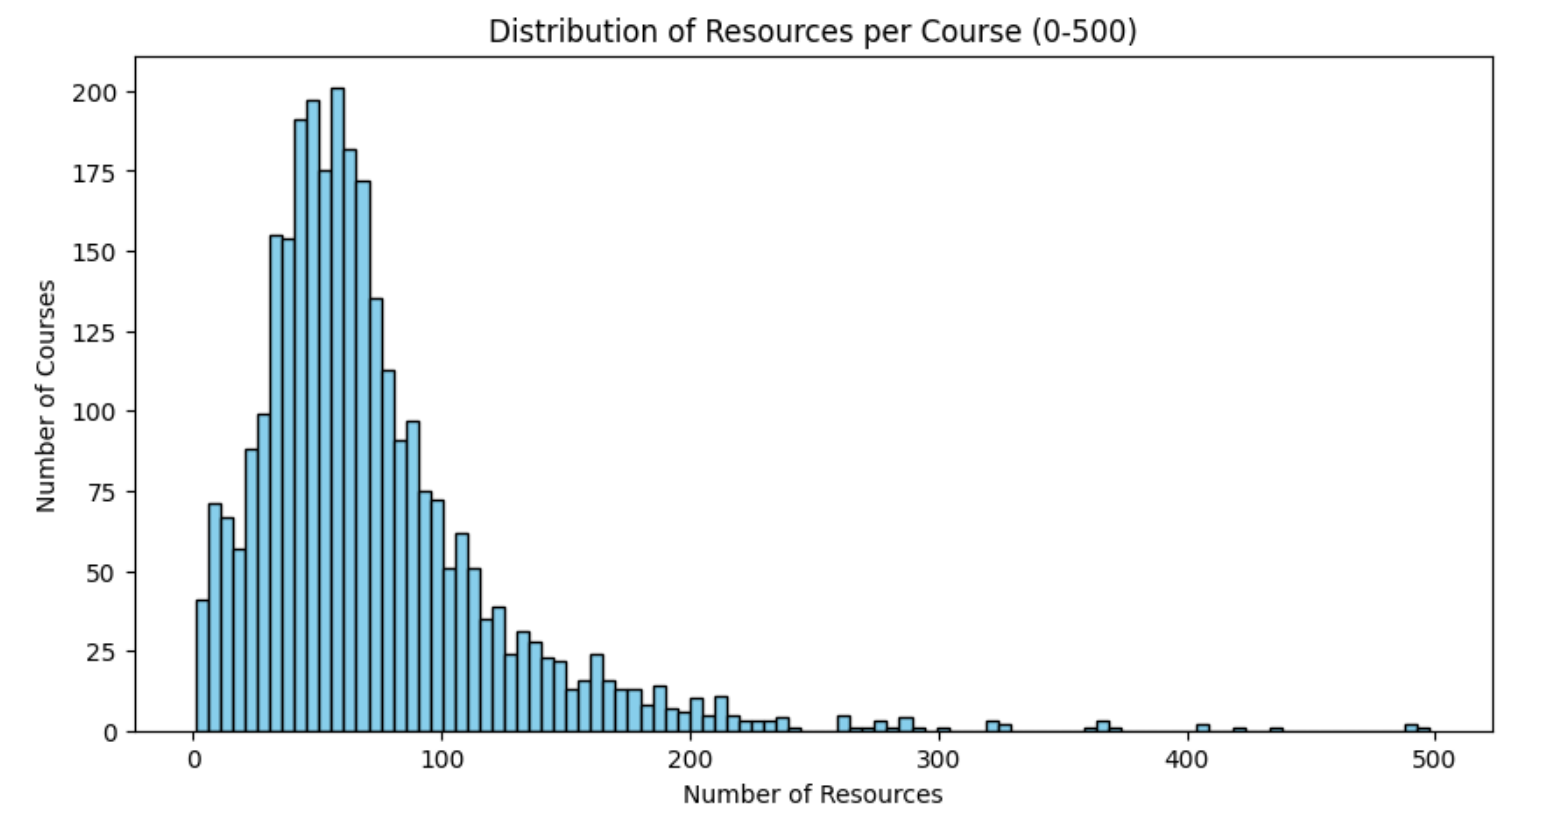 Distribution of Resources per Course (0-500)
200
175
150
125
100
75
50
25
0
Number of Courses
0 100 200 300 400 500
Number of Resources